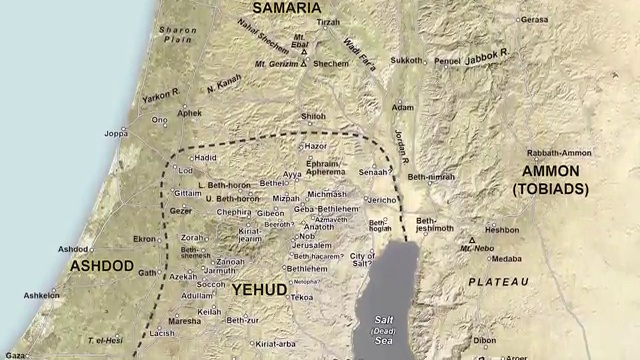 SAMARIA
Tirzah
Gerasa
Sharon
Plain
Nahal Shechem
Mt.
Ebal
Wadi Far'a
Mt. Gerizim
Shechem
Sukkoth
Penuel
Jabbok R.
N. Kanah
Yarkon R.
Aphek
Ono
Adam
Shiloh
Joppa
Jordan R.
Hazor
Hadid
Rabbath-Ammon
Lod
Ephraim/
Apherema
Senaah?
AMMON
(TOBIADS)
Ayya
Beth-nimrah
L. Beth-horon
Bethel
Gittaim
U. Beth-horon
Mizpah
Michmash
Jericho
Gezer
Chephira
Gibeon
Geba
Bethlehem
Azmaveth
Beeroth?
Anatoth
Beth-
hoglah
Beth-
jeshimoth
Heshbon
Kiriat-
jearim
Ekron
Zorah
Nob
Jerusalem
Mt. Nebo
Ashdod
Beth-
shemesh
Beth hacarem?
City of
Salt?
Medaba
Zanoah
ASHDOD
Gath
Jarmuth
Bethlehem
Azekah
Soccoh
Netopha?
PLATEAU
YEHUD
Ashkelon
Adullam
Tekoa
Keilah
Maresha
Beth-zur
Salt
(Dead)
Sea
Lacish
T. el-Hesi
Kiriat-arba
Dibon
Gaza
Aroer